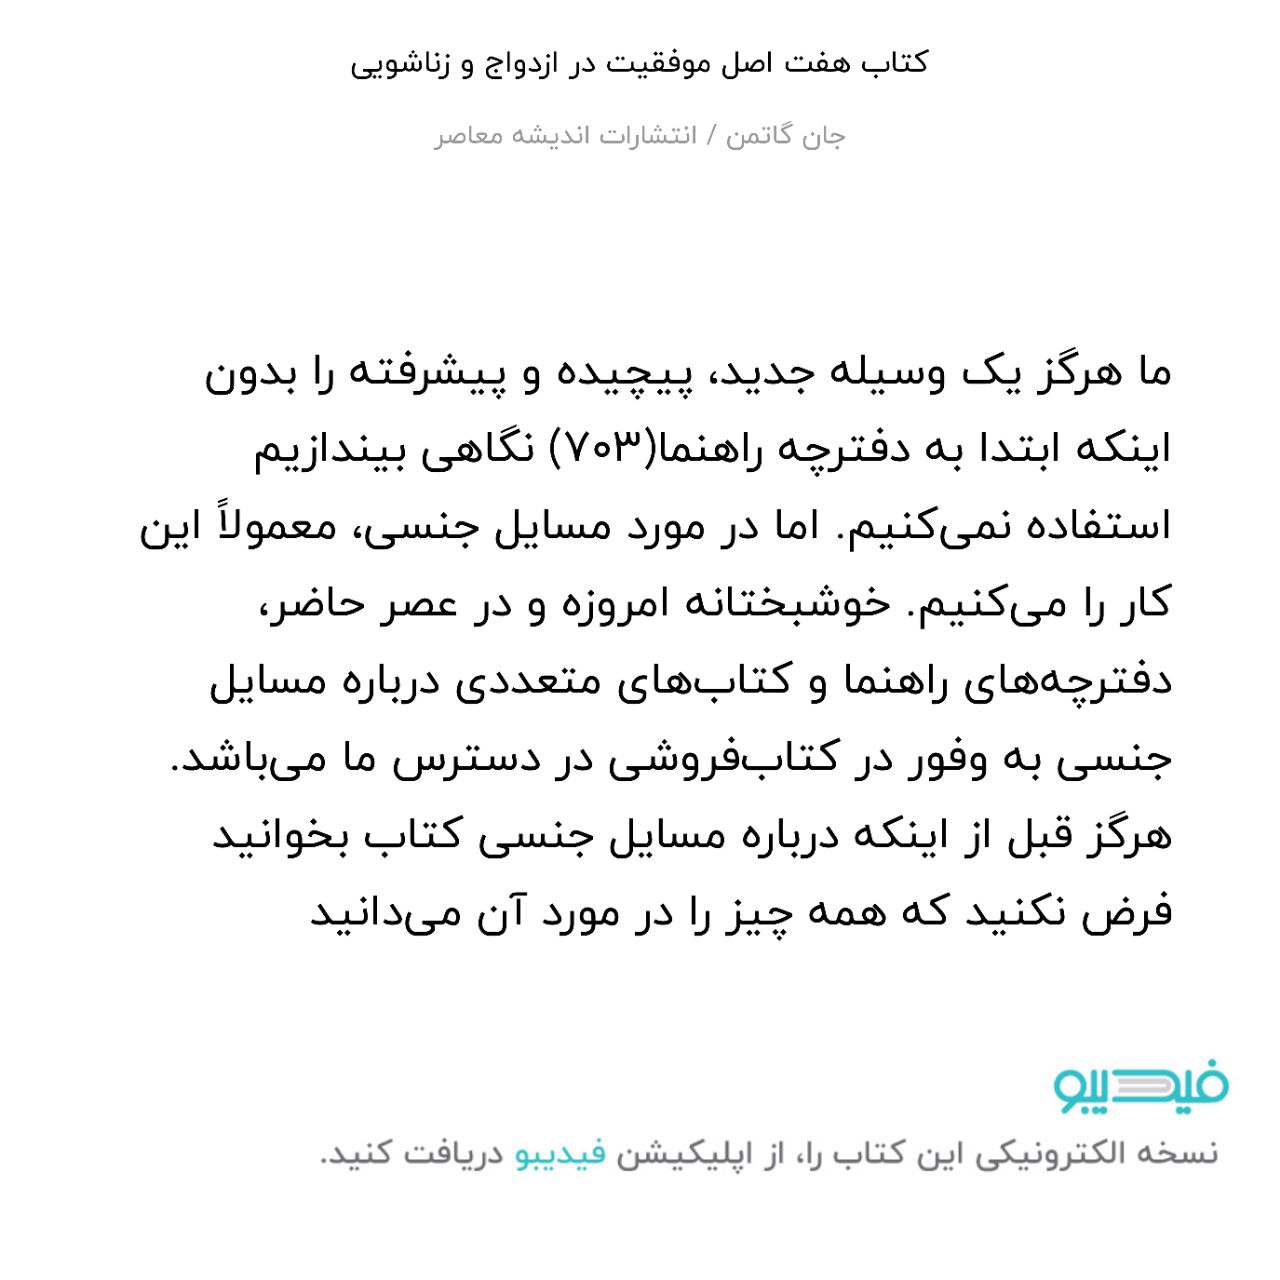 کتاب هفت اصل موفقیت در ازدواج و زناشویی
جان گاتمن / انتشارات اندیشه معاصر
ما هرگز یک وسیله جدید، پیچیده و پیشرفته را بدون
اینکه ابتدا به دفترچه راهنما(۷۰۳) نگاهی بیندازیم
استفاده نمی‌کنیم. اما در مورد مسایل جنسی، معمولاً این
کار را می‌کنیم. خوشبختانه امروزه و در عصر حاضر،
دفترچه‌های راهنما و کتاب‌های متعددی درباره مسایل
جنسی به وفور در کتاب‌فروشی در دسترس ما می‌باشد.
هرگز قبل از اینکه درباره مسایل جنسی کتاب بخوانید
فرض نکنید که همه چیز را در مورد آن می‌دانید
فیدیبو
نسخه الکترونیکی این کتاب را، از اپلیکیشن فیدیبو دریافت کنید.